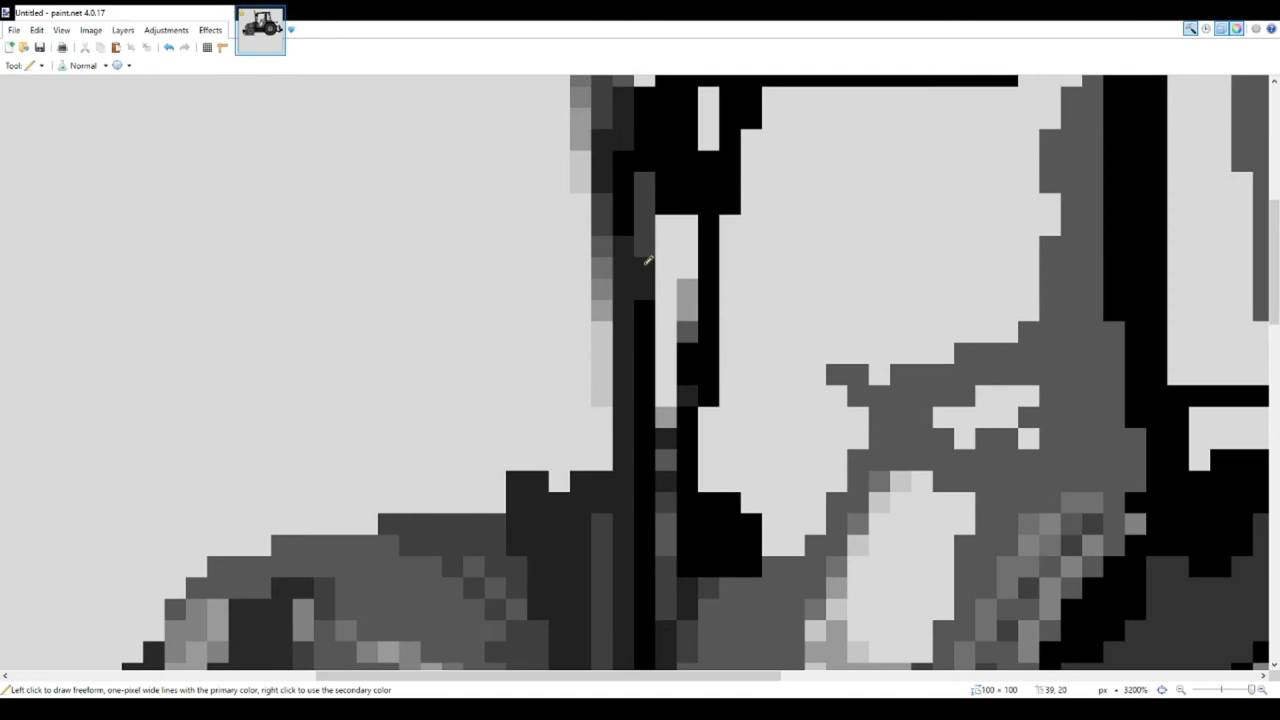 Untitled - paint.net 4.0.17
File Edit View Image Layers Adjustments Effects
Tool:
Normal
Left click to draw freeform, one-pixel wide lines with the primary color, right click to use the secondary color
100 × 100
39, 20
px
3200%